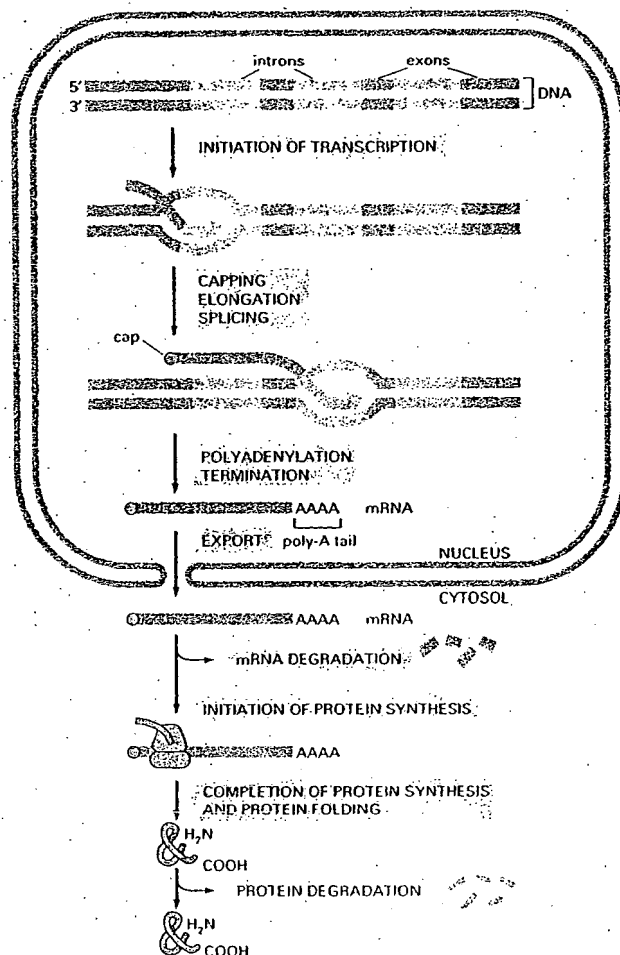 introns exons
5'
3'
DNA
INITIATION OF TRANSCRIPTION
CAPPING
ELONGATION
SPLICING
cap
POLYADENYLATION
TERMINATION
AAAA mRNA
EXPORT poly-A tail
NUCLEUS
CYTOSOL
AAAA mRNA
mRNA DEGRADATION
INITIATION OF PROTEIN SYNTHESIS
AAAA
COMPLETION OF PROTEIN SYNTHESIS
AND PROTEIN FOLDING
H₂N
COOH
PROTEIN DEGRADATION
H₂N
COOH